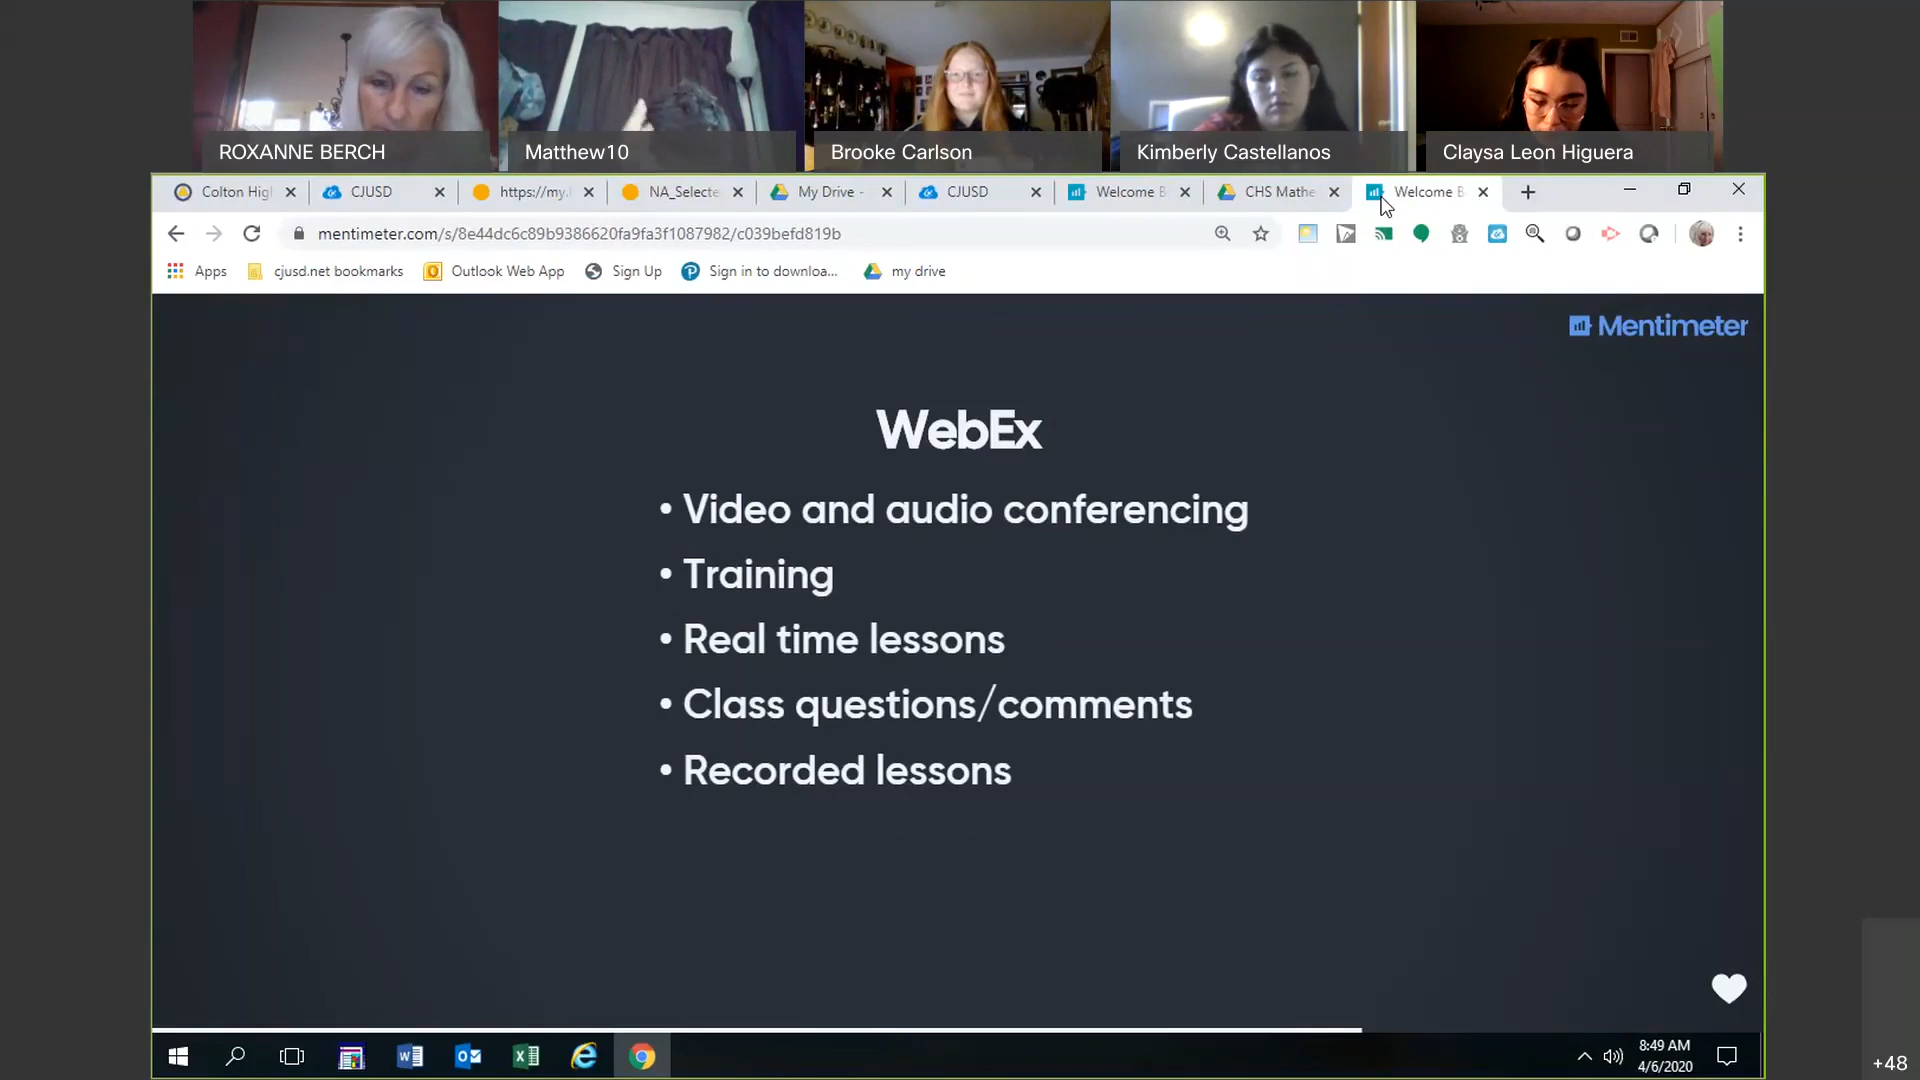 ROXANNE BERCH
Matthew10
Brooke Carlson
Kimberly Castellanos
Claysa Leon Higuera
Colton Hig
CJUSD
https://my.
NA_Selecte
My Drive -
CJUSD
Welcome B
CHS Mathe
Welcome B
mentimeter.com/s/8e44dc6c89b9386620fa9fa3f1087982/c039befd819b
Apps
cjusd.net bookmarks
Outlook Web App
Sign Up
Sign in to downloa...
my drive
Mentimeter
WebEx
• Video and audio conferencing
• Training
• Real time lessons
• Class questions/comments
• Recorded lessons
8:49 AM
4/6/2020
+48